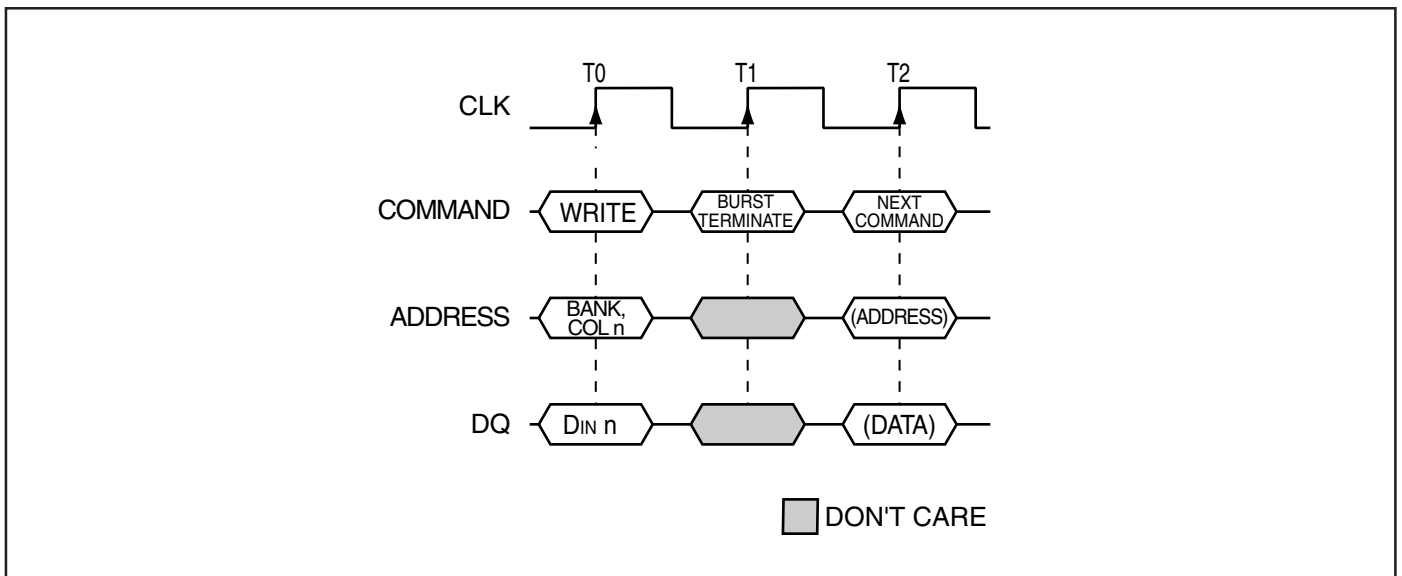 T0 T1 T2
CLK
COMMAND WRITE BURST TERMINATE NEXT COMMAND
ADDRESS BANK, COL n (ADDRESS)
DQ DIN n (DATA)
DON'T CARE